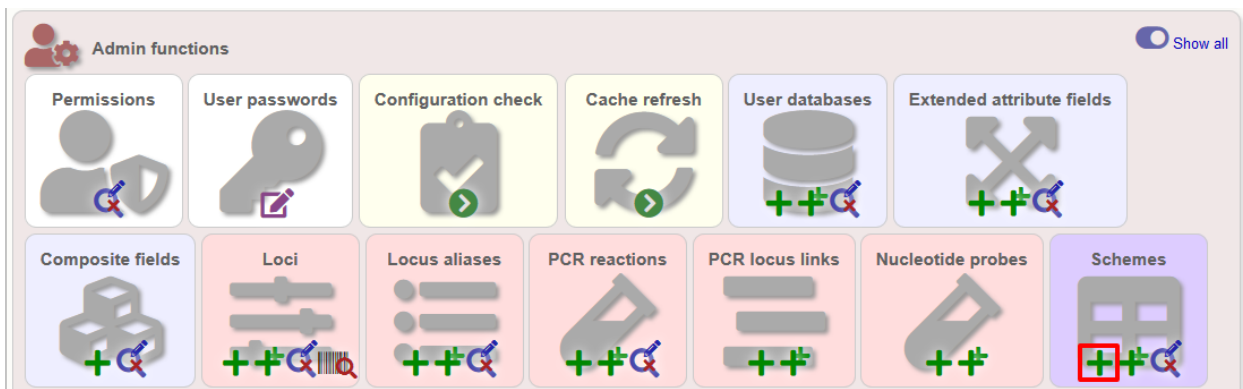 Admin functions
Show all
Permissions
User passwords
Configuration check
Cache refresh
User databases
Extended attribute fields
Composite fields
Loci
Locus aliases
PCR reactions
PCR locus links
Nucleotide probes
Schemes